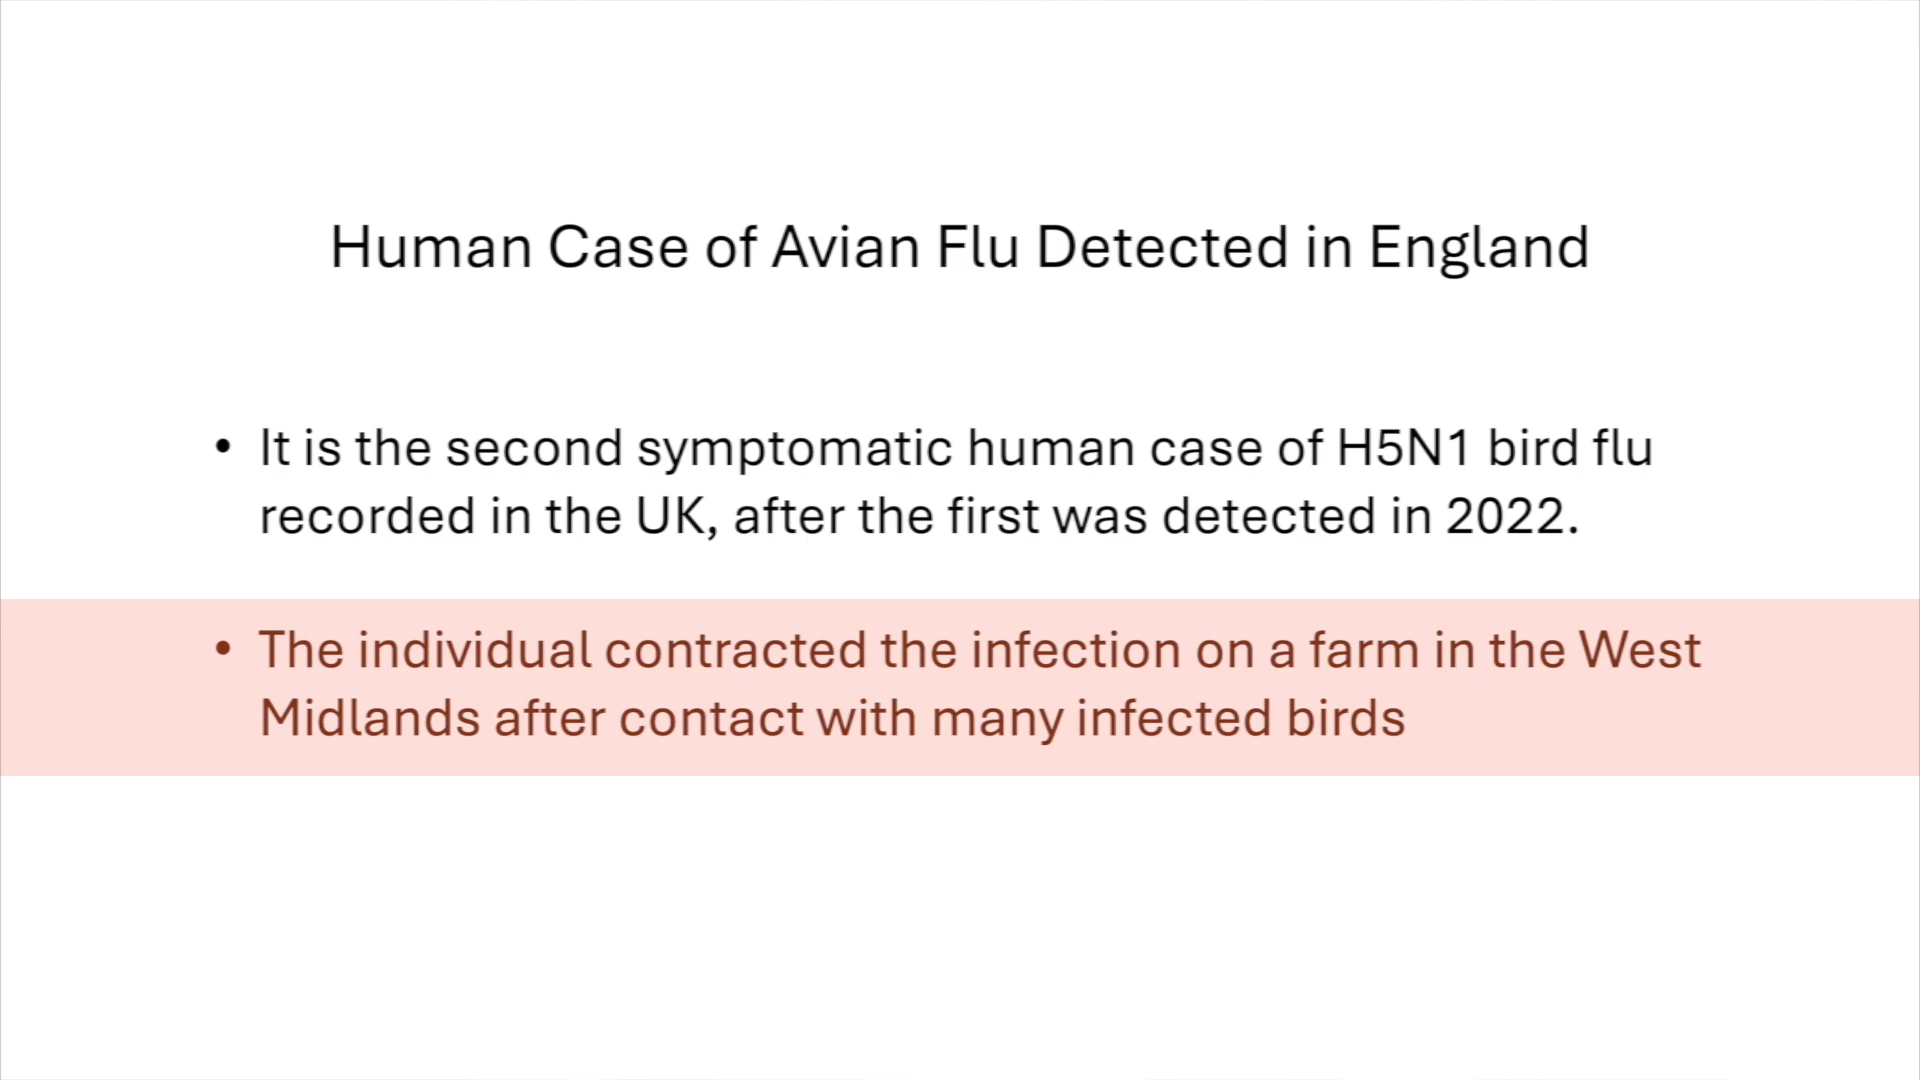 Human Case of Avian Flu Detected in England
• It is the second symptomatic human case of H5N1 bird flu
recorded in the UK, after the first was detected in 2022.
• The individual contracted the infection on a farm in the West
Midlands after contact with many infected birds